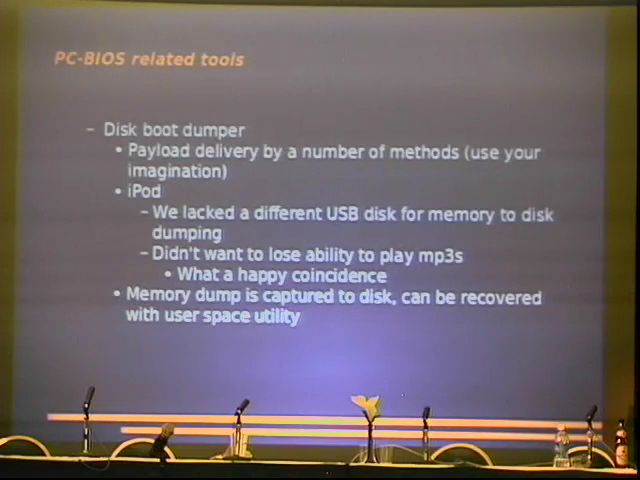 PC-BIOS related tools
– Disk boot dumper
• Payload delivery by a number of methods (use your
imagination)
• iPod
– We lacked a different USB disk for memory to disk
dumping
– Didn't want to lose ability to play mp3s
• What a happy coincidence
• Memory dump is captured to disk, can be recovered
with user space utility